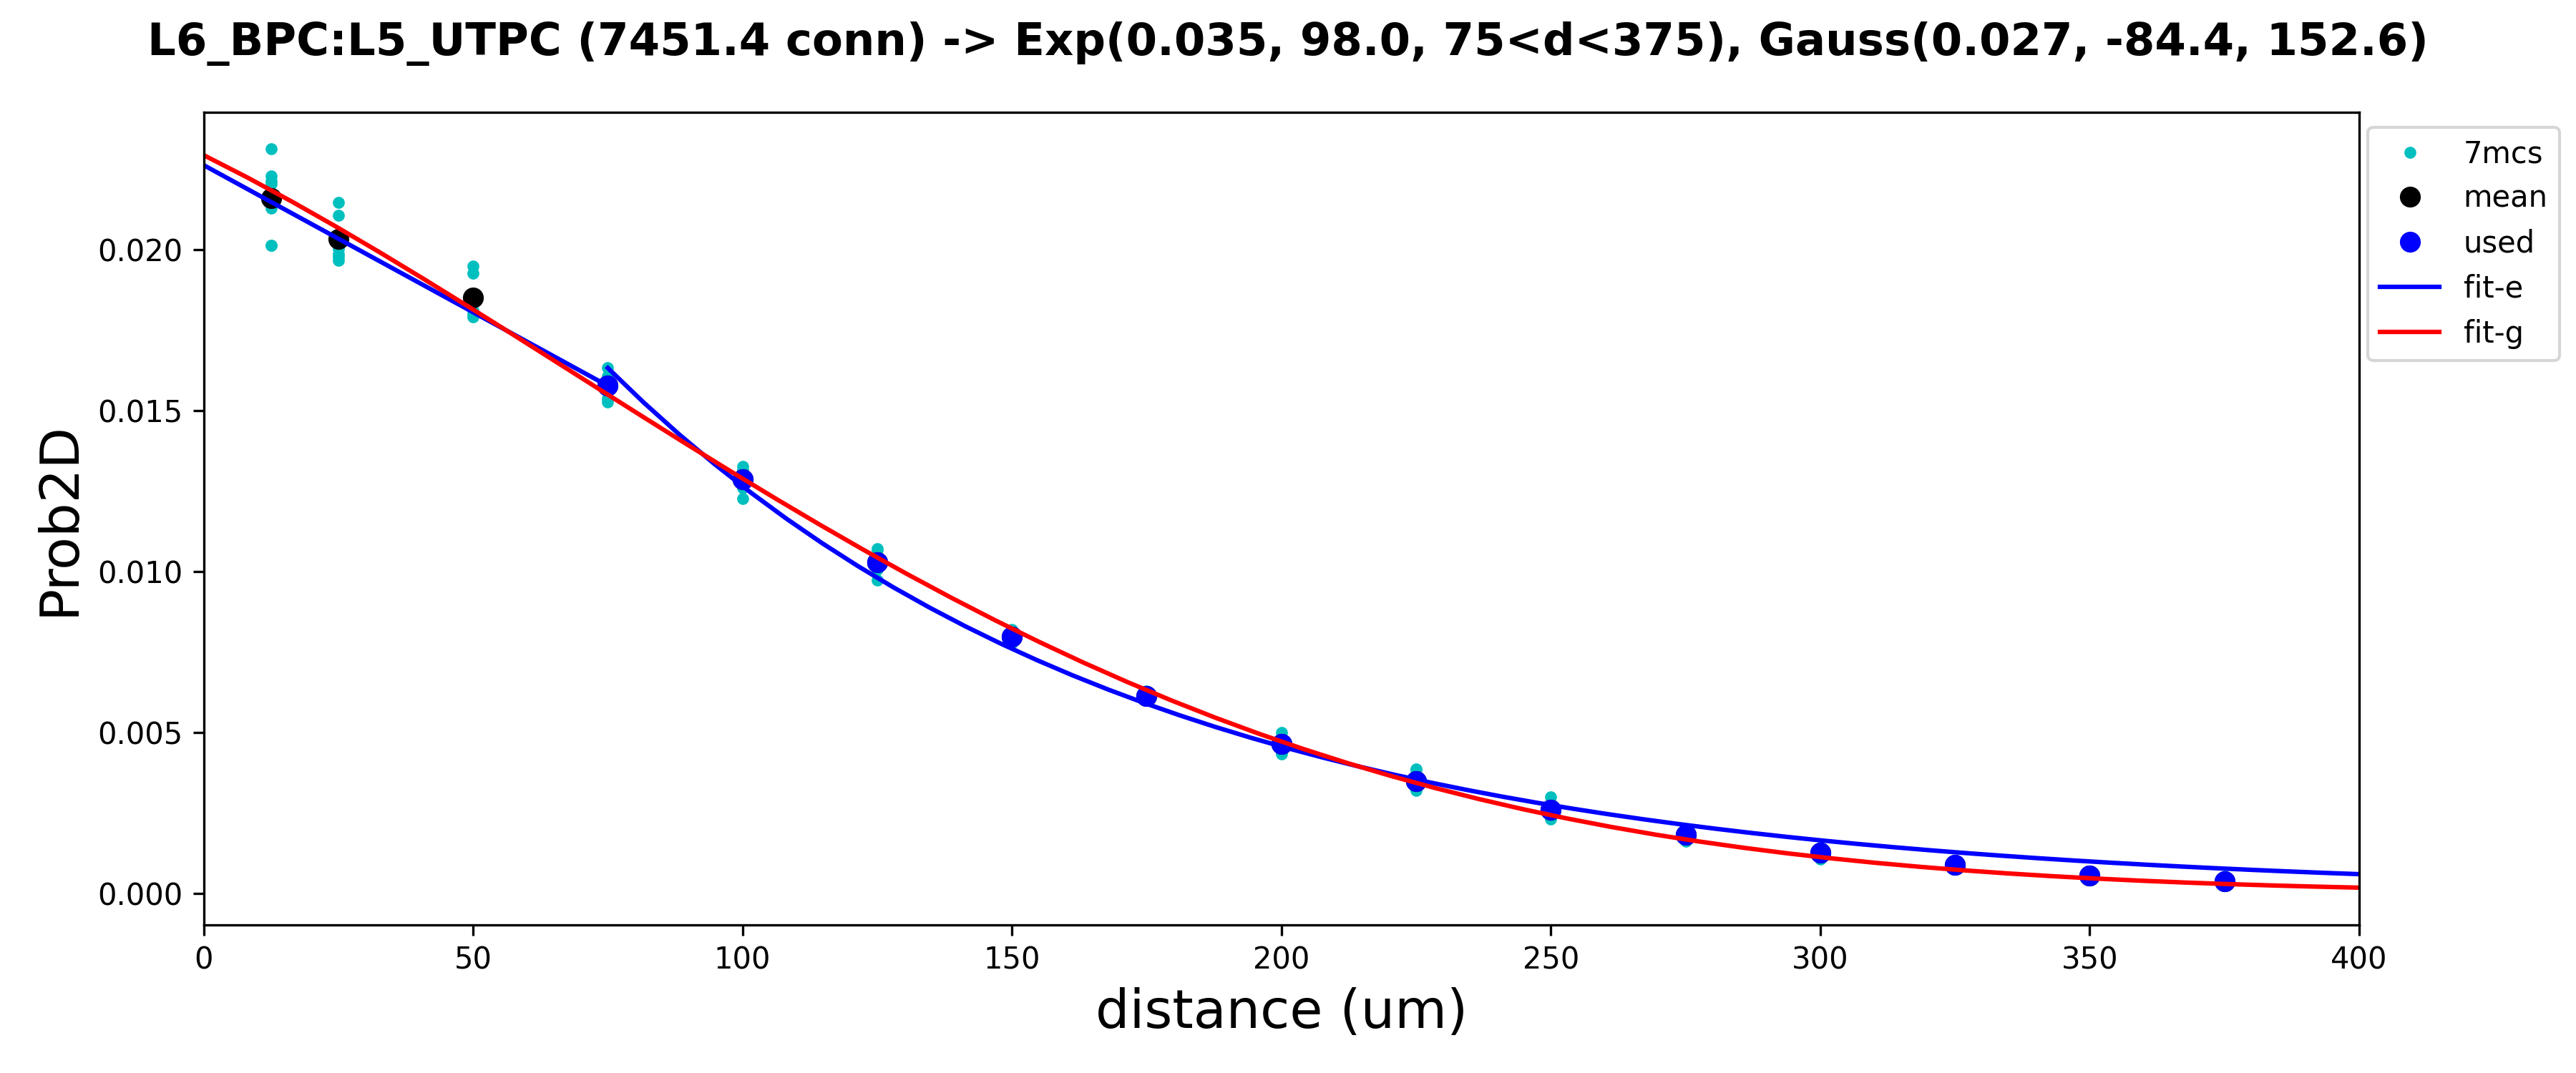 L6_BPC:L5_UTPC (7451.4 conn) -> Exp(0.035, 98.0, 75<d<375), Gauss(0.027, -84.4, 152.6)
7mcs
mean
used
fit-e
fit-g
Prob2D
0.020
0.015
0.010
0.005
0.000
0 50 100 150 200 250 300 350 400
distance (um)